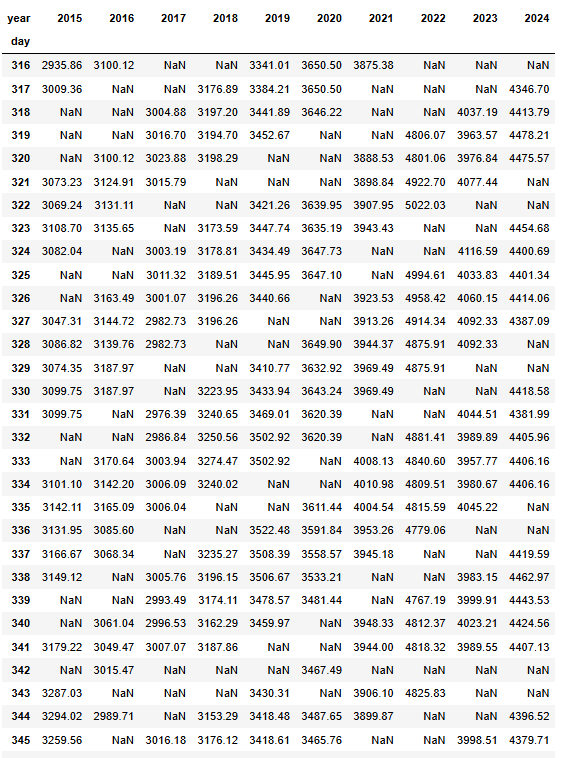 year 2015 2016 2017 2018 2019 2020 2021 2022 2023 2024
day
316 2935.86 3100.12 NaN NaN 3341.01 3650.50 3875.38 NaN NaN NaN
317 3009.36 NaN NaN 3176.89 3384.21 3650.50 NaN NaN NaN 4346.70
318 NaN NaN 3004.88 3197.20 3441.89 3646.22 NaN NaN 4037.19 4413.79
319 NaN NaN 3016.70 3194.70 3452.67 NaN NaN 4806.07 3963.57 4478.21
320 NaN 3100.12 3023.88 3198.29 NaN NaN 3888.53 4801.06 3976.84 4475.57
321 3073.23 3124.91 3015.79 NaN NaN NaN 3898.84 4922.70 4077.44 NaN
322 3069.24 3131.11 NaN NaN 3421.26 3639.95 3907.95 5022.03 NaN NaN
323 3108.70 3135.65 NaN 3173.59 3447.74 3635.19 3943.43 NaN NaN 4454.68
324 3082.04 NaN 3003.19 3178.81 3434.49 3647.73 NaN NaN 4116.59 4400.69
325 NaN NaN 3011.32 3189.51 3445.95 3647.10 NaN 4994.61 4033.83 4401.34
326 NaN 3163.49 3001.07 3196.26 3440.66 NaN 3923.53 4958.42 4060.15 4414.06
327 3047.31 3144.72 2982.73 3196.26 NaN NaN 3913.26 4914.34 4092.33 4387.09
328 3086.82 3139.76 2982.73 NaN NaN 3649.90 3944.37 4875.91 4092.33 NaN
329 3074.35 3187.97 NaN NaN 3410.77 3632.92 3969.49 4875.91 NaN NaN
330 3099.75 3187.97 NaN 3223.95 3433.94 3643.24 3969.49 NaN NaN 4418.58
331 3099.75 NaN 2976.39 3240.65 3469.01 3620.39 NaN NaN 4044.51 4381.99
332 NaN NaN 2986.84 3250.56 3502.92 3620.39 NaN 4881.41 3989.89 4405.96
333 NaN 3170.64 3003.94 3274.47 3502.92 NaN 4008.13 4840.60 3957.77 4406.16
334 3101.10 3142.20 3006.09 3240.02 NaN NaN 4010.98 4809.51 3980.67 4406.16
335 3142.11 3165.09 3006.04 NaN NaN 3611.44 4004.54 4815.59 4045.22 NaN
336 3131.95 3085.60 NaN NaN 3522.48 3591.84 3953.26 4779.06 NaN NaN
337 3166.67 3068.34 NaN 3235.27 3508.39 3558.57 3945.18 NaN NaN 4419.59
338 3149.12 NaN 3005.76 3196.15 3506.67 3533.21 NaN NaN 3983.15 4462.97
339 NaN NaN 2993.49 3174.11 3478.57 3481.44 NaN 4767.19 3999.91 4443.53
340 NaN 3061.04 2996.53 3162.29 3459.97 NaN 3948.33 4812.37 4023.21 4424.56
341 3179.22 3049.47 3007.07 3187.86 NaN NaN 3944.00 4818.32 3989.55 4407.13
342 NaN 3015.47 NaN NaN NaN 3467.49 NaN NaN NaN NaN
343 3287.03 NaN NaN NaN 3430.31 NaN 3906.10 4825.83 NaN NaN
344 3294.02 2989.71 NaN 3153.29 3418.48 3487.65 3899.87 NaN NaN 4396.52
345 3259.56 NaN 3016.18 3176.12 3418.61 3465.76 NaN NaN 3998.51 4379.71